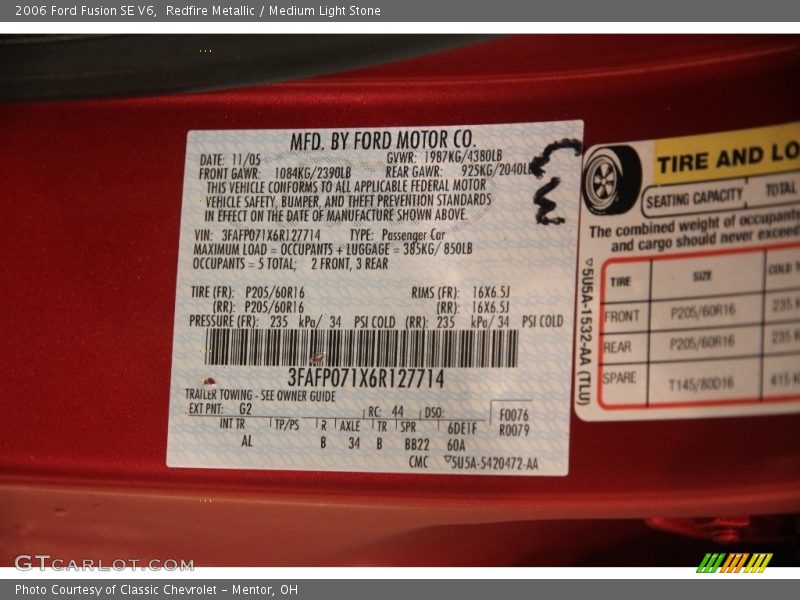 2006 Ford Fusion SE V6,  Redfire Metallic / Medium Light Stone
MFD. BY FORD MOTOR CO.
DATE: 11/05 GVWR: 1987KG/4380LB
FRONT GAWR: 1084KG/2390LB REAR GAWR: 925KG/2040LB
THIS VEHICLE CONFORMS TO ALL APPLICABLE FEDERAL MOTOR
VEHICLE SAFETY, BUMPER, AND THEFT PREVENTION STANDARDS
IN EFFECT ON THE DATE OF MANUFACTURE SHOWN ABOVE.
VIN: 3FAFP071X6R127714 TYPE: Passenger Car
MAXIMUM LOAD = OCCUPANTS + LUGGAGE = 385KG/ 850LB
OCCUPANTS = 5 TOTAL; 2 FRONT, 3 REAR
TIRE (FR): P205/60R16 RIMS (FR): 16X6.5J
(RR): P205/60R16 (RR): 16X6.5J
PRESSURE (FR): 235 kPa/ 34 PSI COLD (RR): 235 kPa/ 34 PSI COLD
3FAFP071X6R127714
TRAILER TOWING - SEE OWNER GUIDE
EXT PNT: G2 RC: 44 DSO: F0076
INT TR TP/PS R AXLE TR SPR 6DE1F R0079
AL B 34 B BB22 60A
CMC 5U5A-5420472-AA
TIRE AND LO
SEATING CAPACITY TOTAL
The combined weight of occupants
and cargo should never exceed
TIRE SIZE COLD T
FRONT P205/60R16 235 K
REAR P205/60R16 235 K
SPARE T145/80D16 415 K
5U5A-1532-AA (TLU)
GTCARLOT.COM
Photo Courtesy of Classic Chevrolet - Mentor, OH